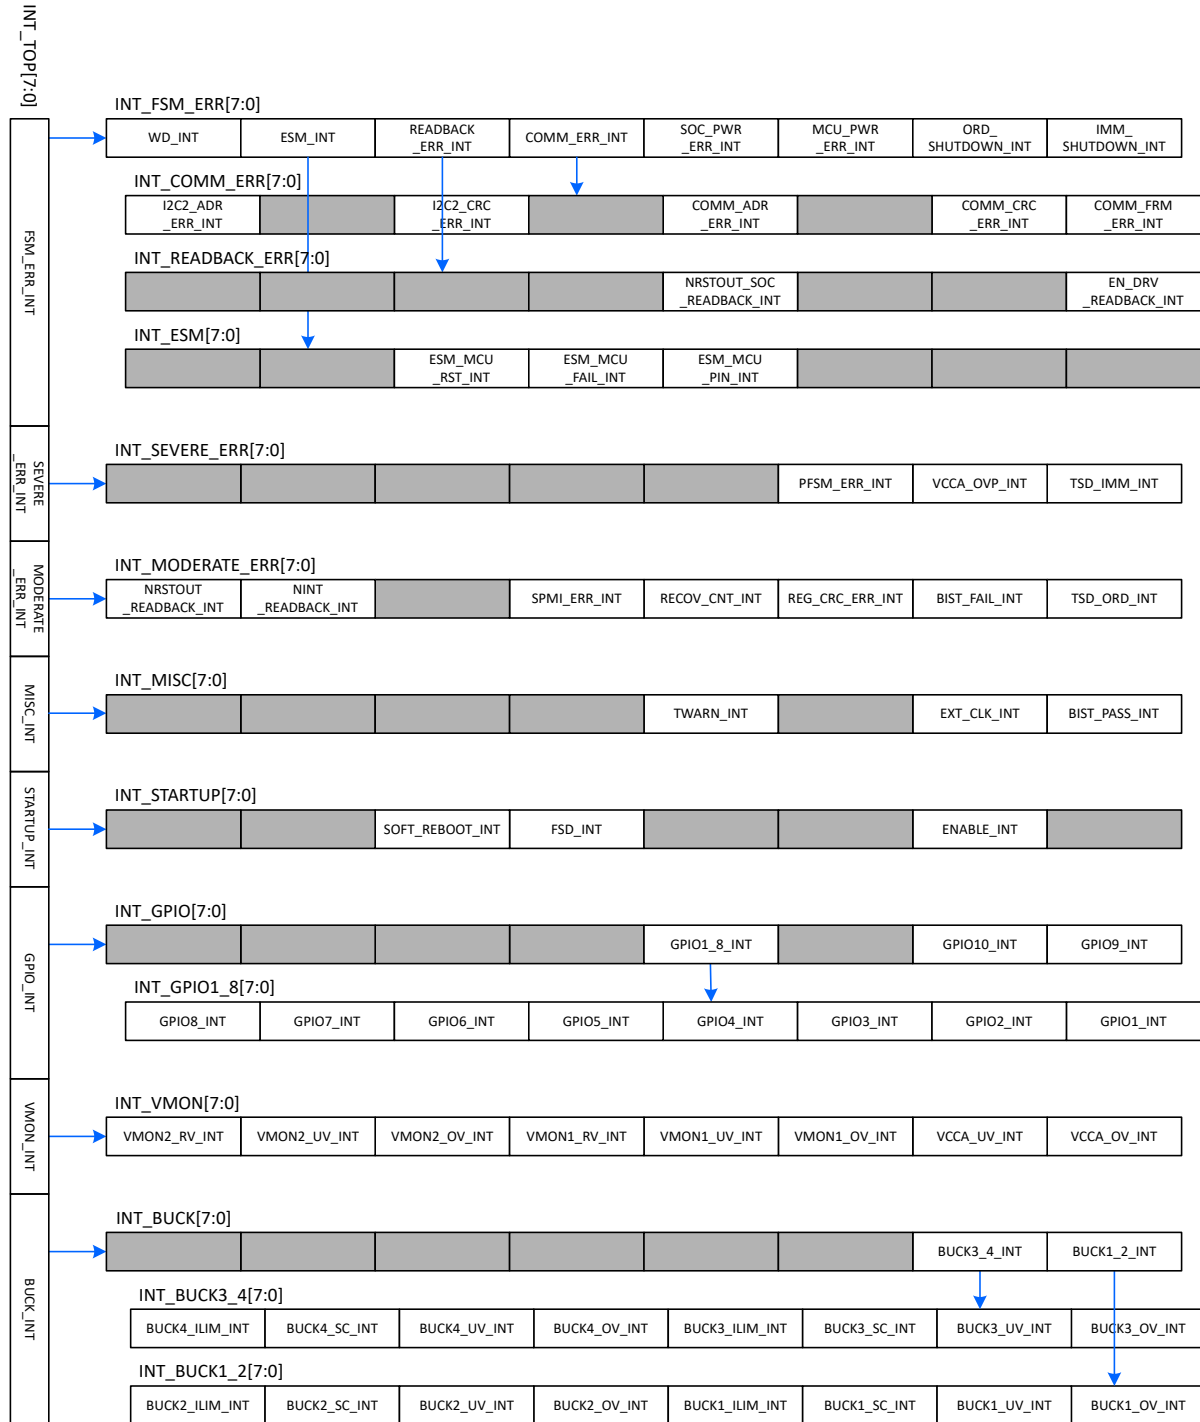 INT_TOP[7:0]
INT_FSM_ERR[7:0]
FSM_ERR_INT
WD_INT
ESM_INT
READBACK
_ERR_INT
COMM_ERR_INT
SOC_PWR
_ERR_INT
MCU_PWR
_ERR_INT
ORD_
SHUTDOWN_INT
IMM_
SHUTDOWN_INT
INT_COMM_ERR[7:0]
I2C2_ADR
_ERR_INT
I2C2_CRC
_ERR_INT
COMM_ADR
_ERR_INT
COMM_CRC
_ERR_INT
COMM_FRM
_ERR_INT
INT_READBACK_ERR[7:0]
NRSTOUT_SOC
_READBACK_INT
EN_DRV
_READBACK_INT
INT_ESM[7:0]
ESM_MCU
_RST_INT
ESM_MCU
_FAIL_INT
ESM_MCU
_PIN_INT
SEVERE
_ERR_INT
INT_SEVERE_ERR[7:0]
PFSM_ERR_INT
VCCA_OVP_INT
TSD_IMM_INT
MODERATE
_ERR_INT
INT_MODERATE_ERR[7:0]
NRSTOUT
_READBACK_INT
NINT
_READBACK_INT
SPMI_ERR_INT
RECOV_CNT_INT
REG_CRC_ERR_INT
BIST_FAIL_INT
TSD_ORD_INT
MISC_INT
INT_MISC[7:0]
TWARN_INT
EXT_CLK_INT
BIST_PASS_INT
STARTUP_INT
INT_STARTUP[7:0]
SOFT_REBOOT_INT
FSD_INT
ENABLE_INT
GPIO_INT
INT_GPIO[7:0]
GPIO1_8_INT
GPIO10_INT
GPIO9_INT
INT_GPIO1_8[7:0]
GPIO8_INT
GPIO7_INT
GPIO6_INT
GPIO5_INT
GPIO4_INT
GPIO3_INT
GPIO2_INT
GPIO1_INT
VMON_INT
INT_VMON[7:0]
VMON2_RV_INT
VMON2_UV_INT
VMON2_OV_INT
VMON1_RV_INT
VMON1_UV_INT
VMON1_OV_INT
VCCA_UV_INT
VCCA_OV_INT
BUCK_INT
INT_BUCK[7:0]
BUCK3_4_INT
BUCK1_2_INT
INT_BUCK3_4[7:0]
BUCK4_ILIM_INT
BUCK4_SC_INT
BUCK4_UV_INT
BUCK4_OV_INT
BUCK3_ILIM_INT
BUCK3_SC_INT
BUCK3_UV_INT
BUCK3_OV_INT
INT_BUCK1_2[7:0]
BUCK2_ILIM_INT
BUCK2_SC_INT
BUCK2_UV_INT
BUCK2_OV_INT
BUCK1_ILIM_INT
BUCK1_SC_INT
BUCK1_UV_INT
BUCK1_OV_INT